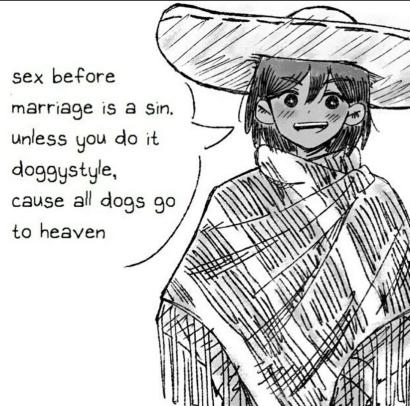 sex before
marriage is a sin.
unless you do it
doggystyle,
cause all dogs go
to heaven